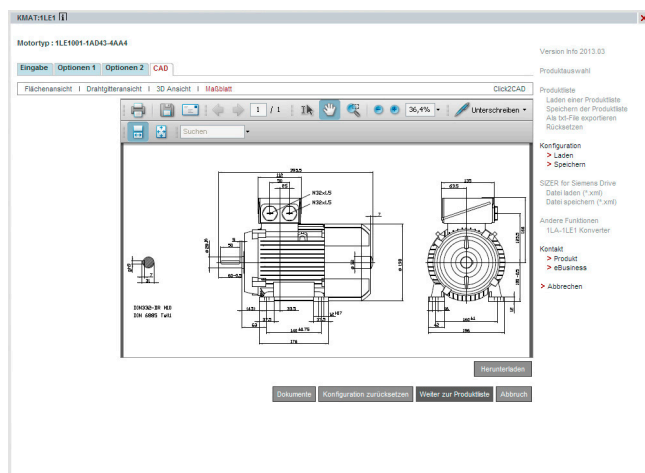 KMAT:1LE1
Motortyp : 1LE1001-1AD43-4AA4
Eingabe Optionen 1 Optionen 2 CAD
Flächenansicht I Drahtgitteransicht I 3D Ansicht I Maßblatt Click2CAD
1 / 1 36,4% Unterschreiben
Suchen
N32x1.5
N32x1.5
DIN332-DR M10
DIN 6885
Herunterladen
Dokumente Konfiguration zurücksetzen Weiter zur Produktliste Abbruch
Version Info 2013.03
Produktauswahl
Produktliste
Laden einer Produktliste
Speichern der Produktliste
Als txt-File exportieren
Rücksetzen
Konfiguration
> Laden
> Speichern
SIZER for Siemens Drive
Datei laden (*.xml)
Datei speichern (*.xml)
Andere Funktionen
1LA-1LE1 Konverter
Kontakt
> Produkt
> eBusiness
> Abbrechen